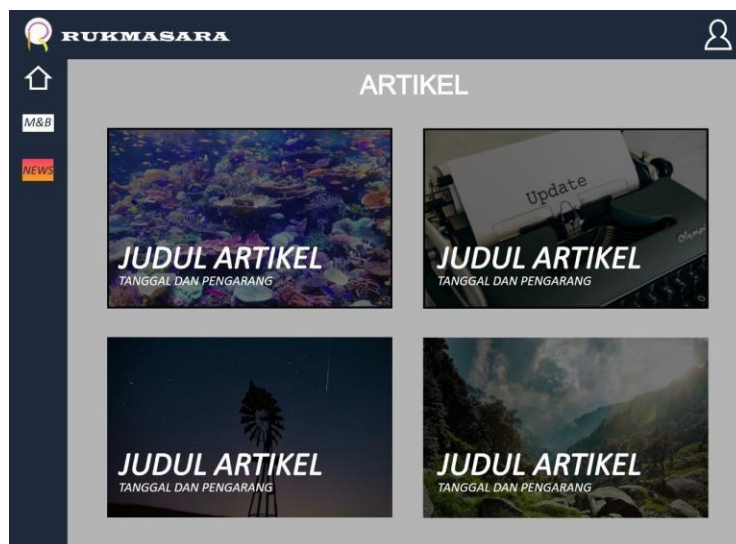 RUKMASARA
ARTIKEL
M&B
NEWS
Update
Olympia
JUDUL ARTIKEL
TANGGAL DAN PENGARANG
JUDUL ARTIKEL
TANGGAL DAN PENGARANG
JUDUL ARTIKEL
TANGGAL DAN PENGARANG
JUDUL ARTIKEL
TANGGAL DAN PENGARANG